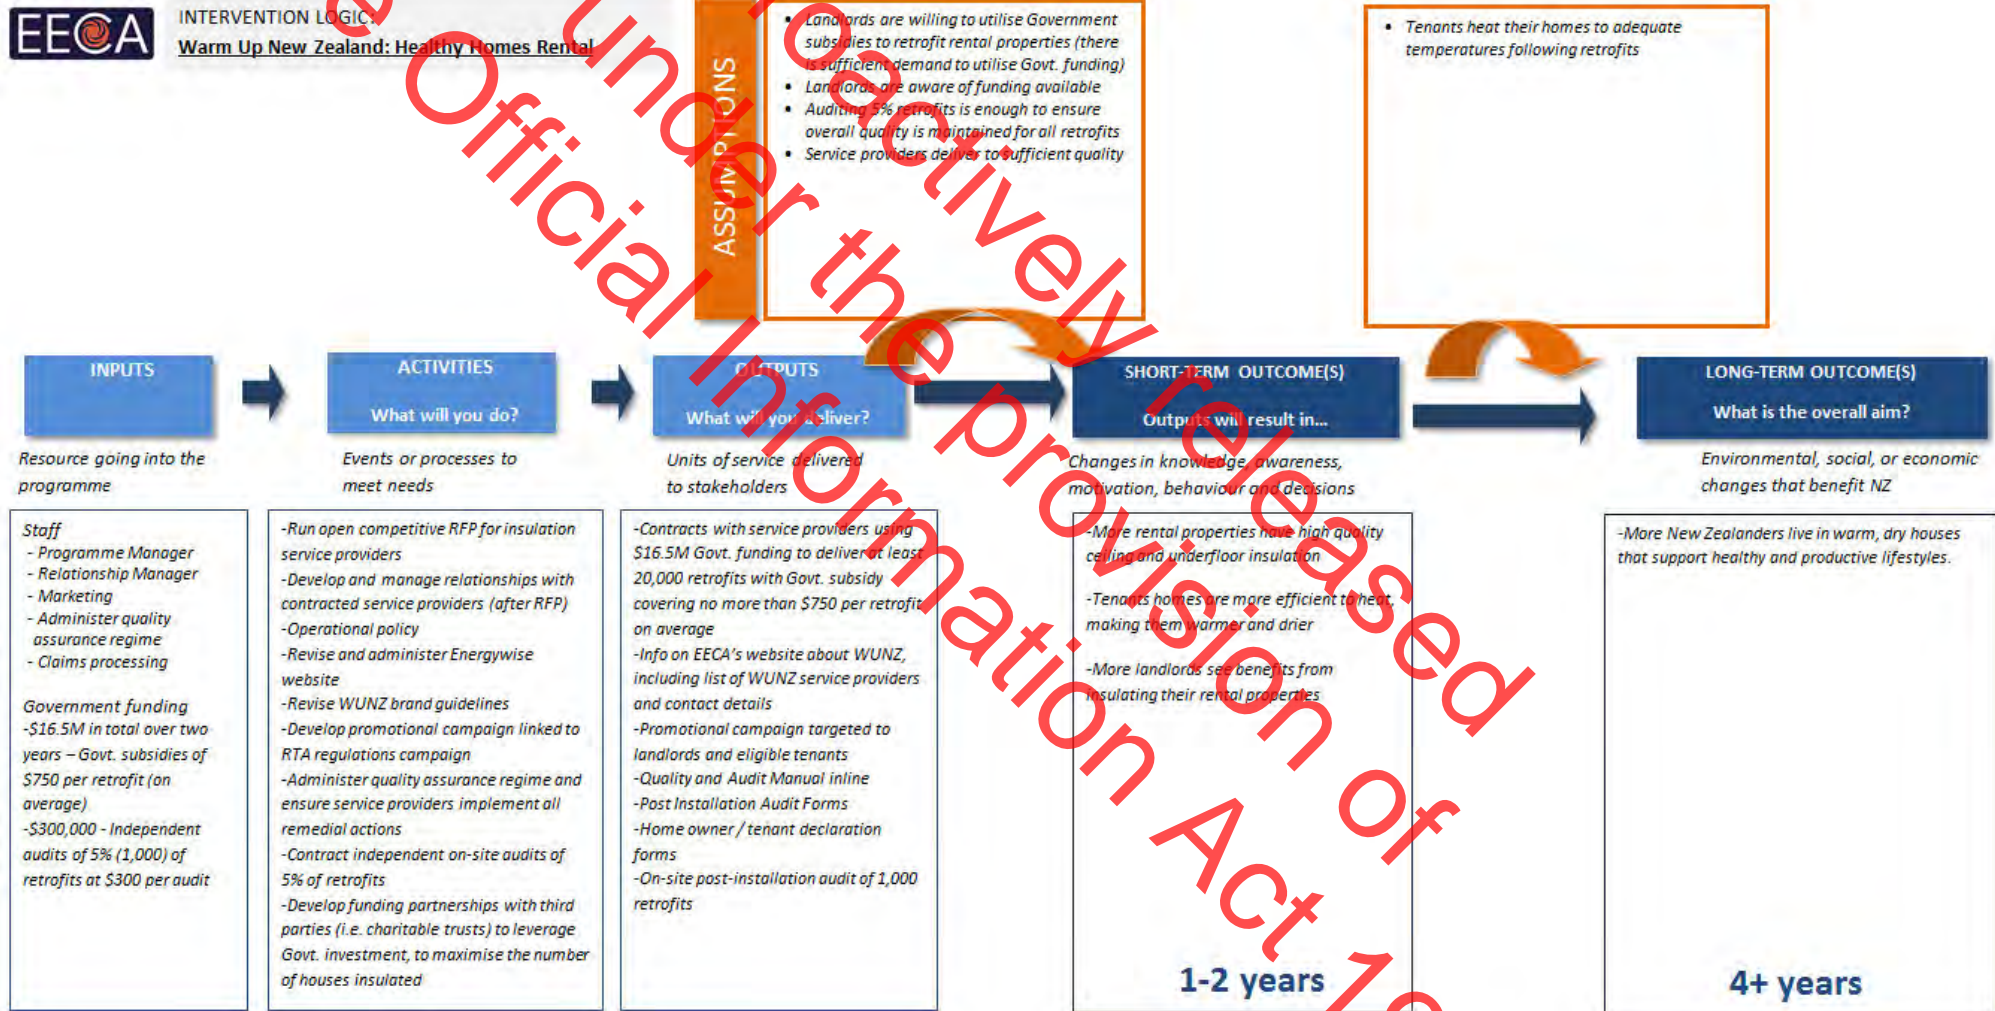 EECA
INTERVENTION LOGIC:
Warm Up New Zealand: Healthy Homes Rental
ASSUMPTIONS
• Landlords are willing to utilise Government
subsidies to retrofit rental properties (there
is sufficient demand to utilise Govt. funding)
• Landlords are aware of funding available
• Auditing 5% retrofits is enough to ensure
overall quality is maintained for all retrofits
• Service providers deliver to sufficient quality
• Tenants heat their homes to adequate
temperatures following retrofits
INPUTS
Resource going into the
programme
Staff
- Programme Manager
- Relationship Manager
- Marketing
- Administer quality
assurance regime
- Claims processing
Government funding
-$16.5M in total over two
years – Govt. subsidies of
$750 per retrofit (on
average)
-$300,000 - Independent
audits of 5% (1,000) of
retrofits at $300 per audit
ACTIVITIES
What will you do?
Events or processes to
meet needs
-Run open competitive RFP for insulation
service providers
-Develop and manage relationships with
contracted service providers (after RFP)
-Operational policy
-Revise and administer Energywise
website
-Revise WUNZ brand guidelines
-Develop promotional campaign linked to
RTA regulations campaign
-Administer quality assurance regime and
ensure service providers implement all
remedial actions
-Contract independent on-site audits of
5% of retrofits
-Develop funding partnerships with third
parties (i.e. charitable trusts) to leverage
Govt. investment, to maximise the number
of houses insulated
OUTPUTS
What will you deliver?
Units of service delivered
to stakeholders
-Contracts with service providers using
$16.5M Govt. funding to deliver at least
20,000 retrofits with Govt. subsidy
covering no more than $750 per retrofit
on average
-Info on EECA's website about WUNZ,
including list of WUNZ service providers
and contact details
-Promotional campaign targeted to
landlords and eligible tenants
-Quality and Audit Manual inline
-Post Installation Audit Forms
-Home owner / tenant declaration
forms
-On-site post-installation audit of 1,000
retrofits
SHORT-TERM OUTCOME(S)
Outputs will result in...
Changes in knowledge, awareness,
motivation, behaviour and decisions
-More rental properties have high quality
ceiling and underfloor insulation
-Tenants homes are more efficient to heat,
making them warmer and drier
-More landlords see benefits from
insulating their rental properties
1-2 years
LONG-TERM OUTCOME(S)
What is the overall aim?
Environmental, social, or economic
changes that benefit NZ
-More New Zealanders live in warm, dry houses
that support healthy and productive lifestyles.
4+ years
roactively released
under the provision of
e Official Information Act 19